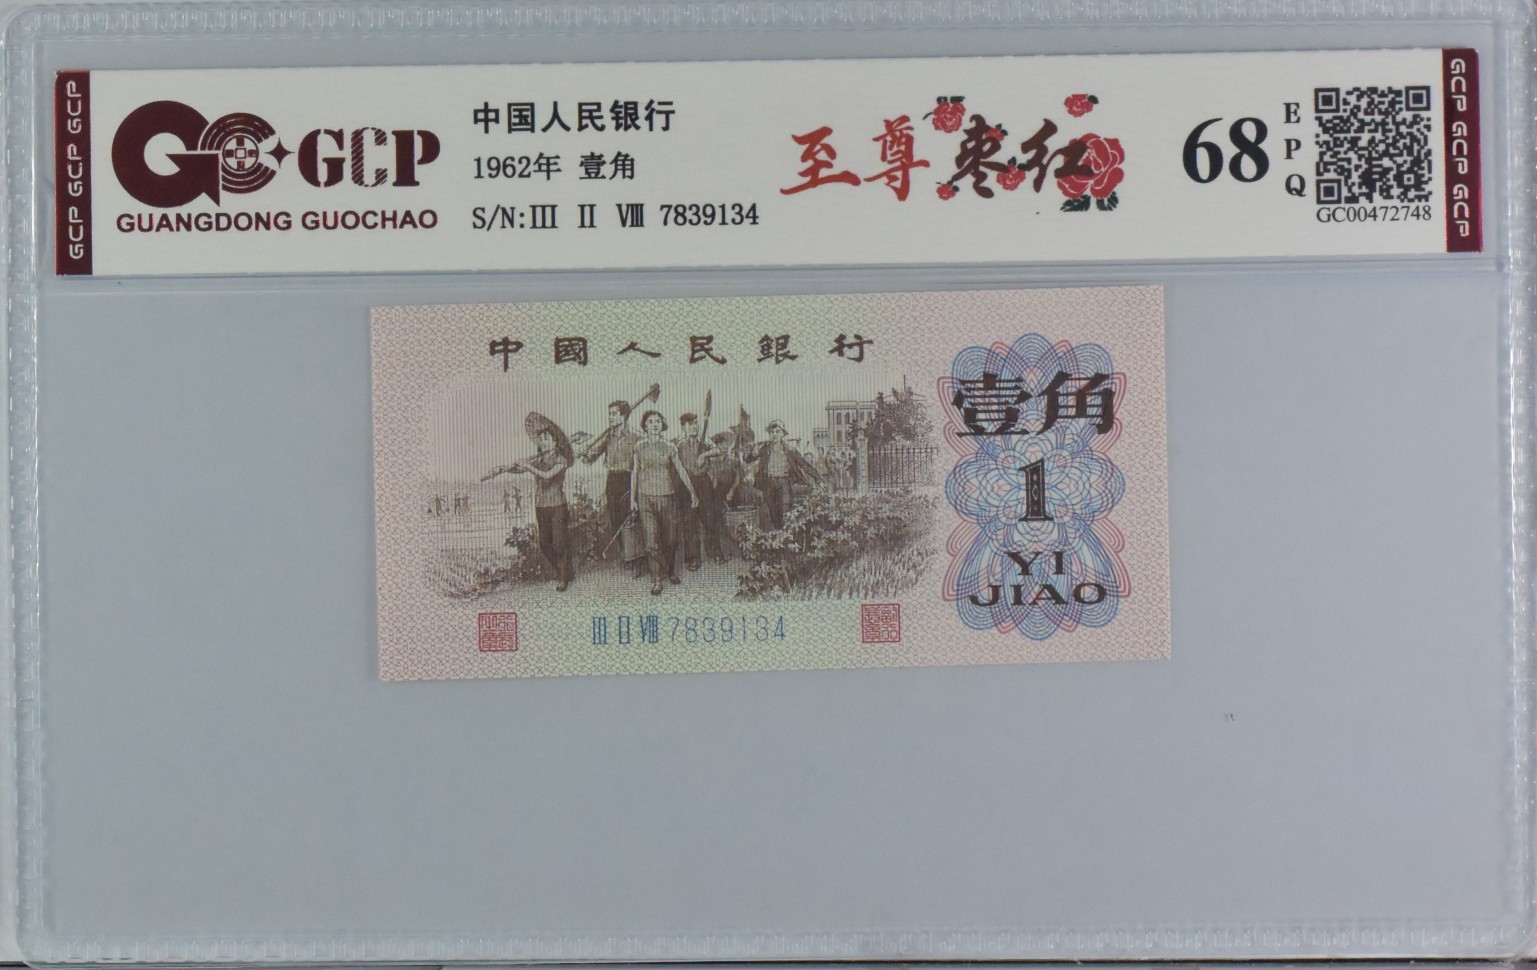 GCP GCP GCP
GCP
GUANGDONG GUOCHAO
中国人民银行
1962年 壹角
S/N:Ⅲ Ⅱ Ⅷ 7839134
至尊枣红
68
EPQ
GC00472748
GCP GCP GCP
中國人民銀行
壹角
1
YI
JIAO
Ⅲ Ⅱ Ⅷ 7839134